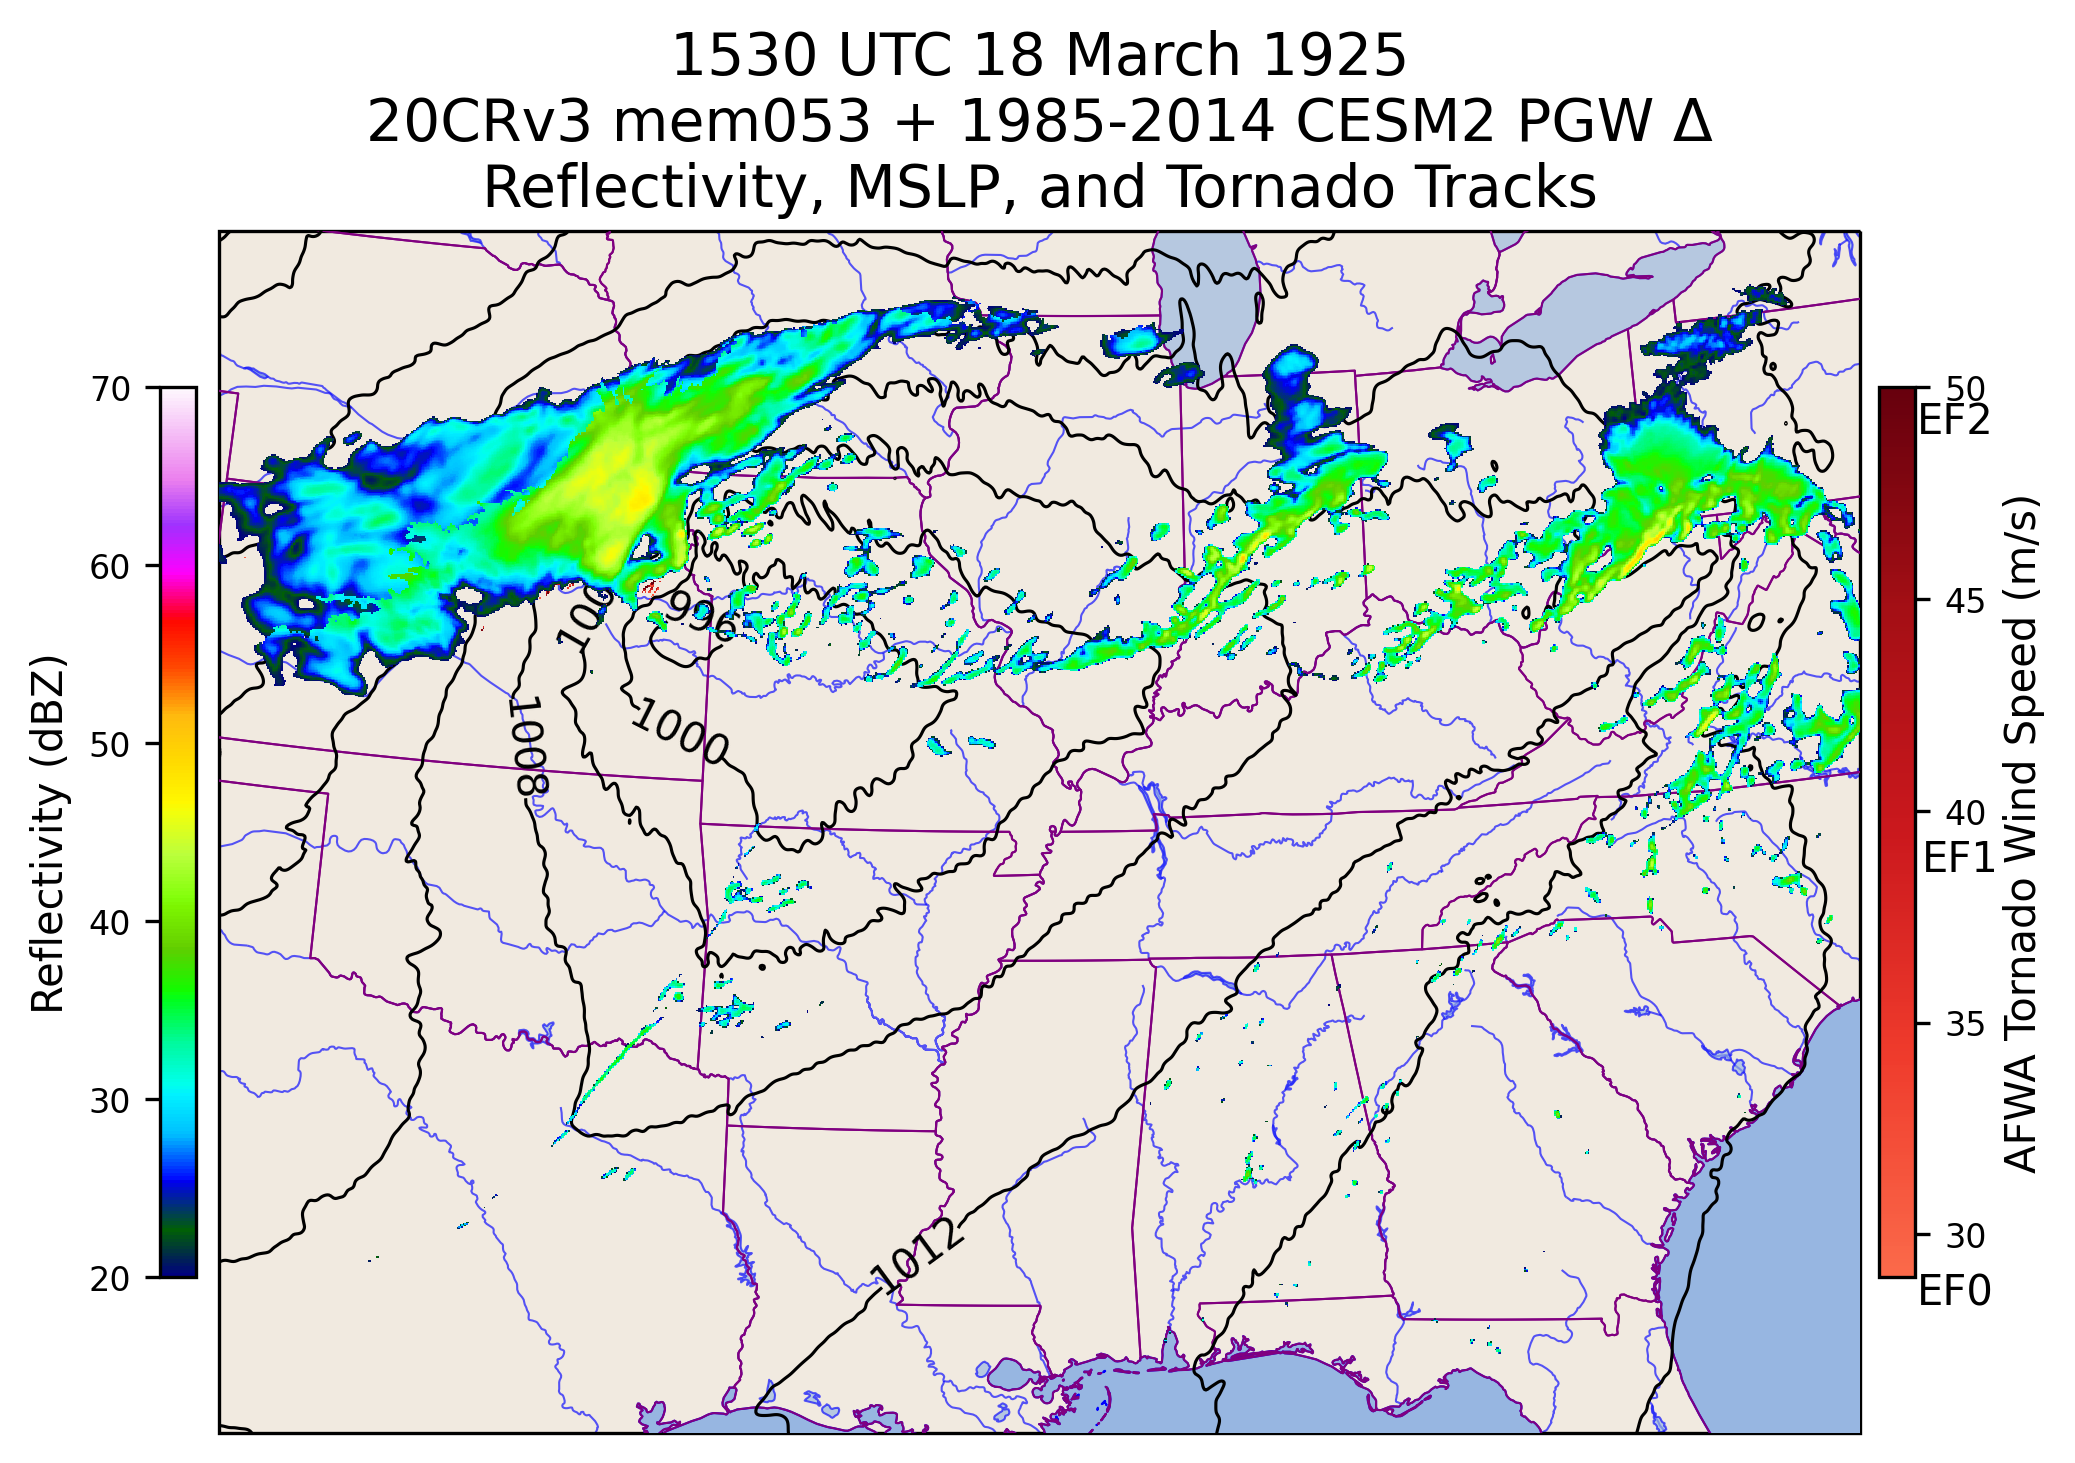 1530 UTC 18 March 1925
20CRv3 mem053 + 1985-2014 CESM2 PGW Δ
Reflectivity, MSLP, and Tornado Tracks
Reflectivity (dBZ)
70
60
50
40
30
20
996
1000
1008
1012
50
EF2
45
40
EF1
35
30
EF0
AFWA Tornado Wind Speed (m/s)